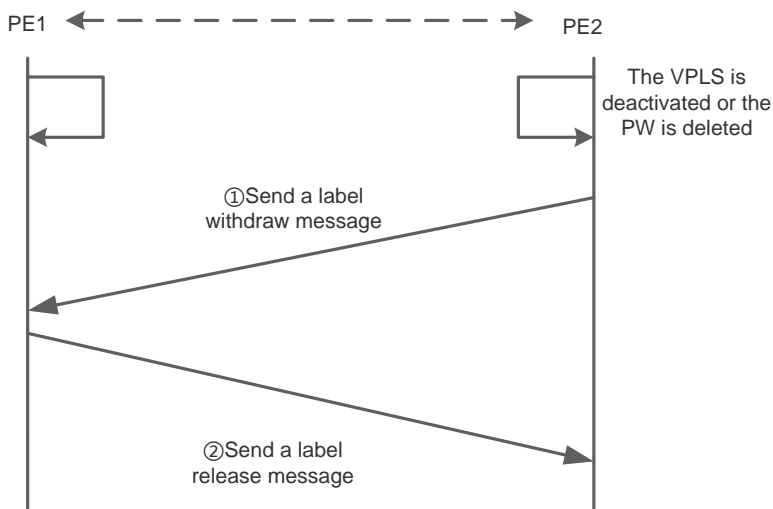 PE1
PE2
The VPLS is
deactivated or the
PW is deleted
①Send a label
withdraw message
②Send a label
release message